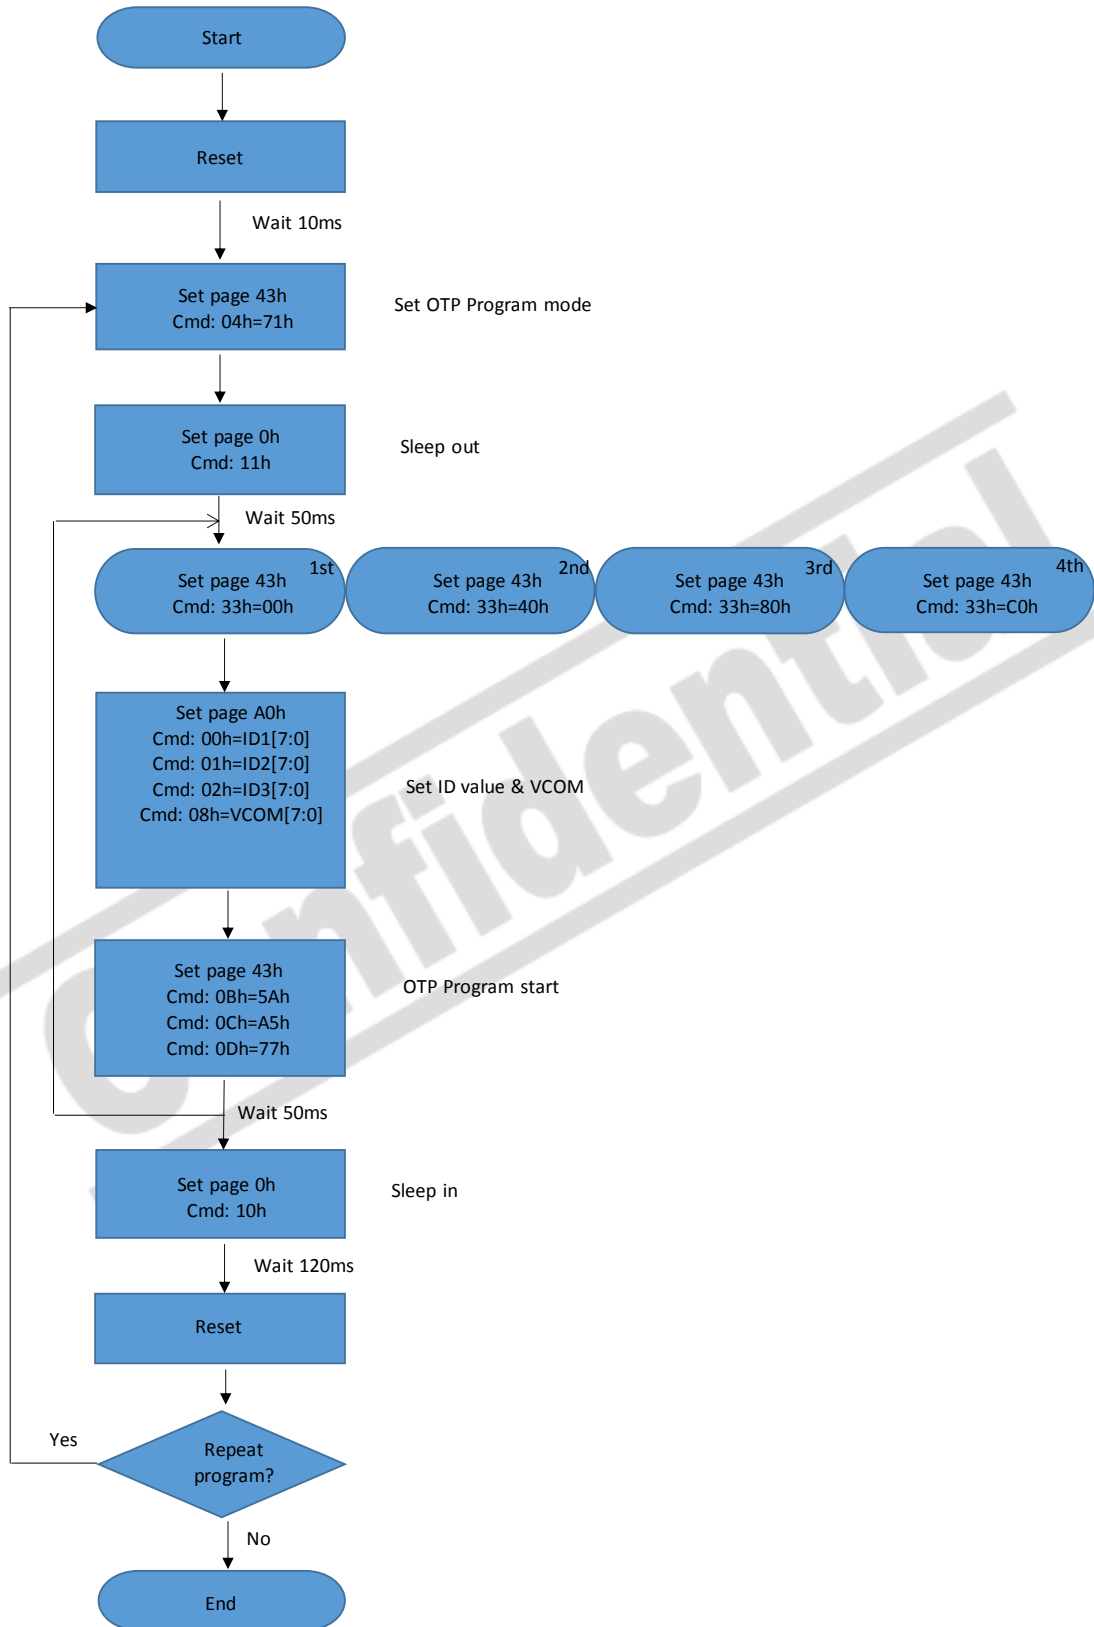 Start
Reset
Wait 10ms
Set page 43h
Cmd: 04h=71h
Set OTP Program mode
Set page 0h
Cmd: 11h
Sleep out
Wait 50ms
1st
Set page 43h
Cmd: 33h=00h
2nd
Set page 43h
Cmd: 33h=40h
3rd
Set page 43h
Cmd: 33h=80h
4th
Set page 43h
Cmd: 33h=C0h
Set page A0h
Cmd: 00h=ID1[7:0]
Cmd: 01h=ID2[7:0]
Cmd: 02h=ID3[7:0]
Cmd: 08h=VCOM[7:0]
Set ID value & VCOM
Set page 43h
Cmd: 0Bh=5Ah
Cmd: 0Ch=A5h
Cmd: 0Dh=77h
OTP Program start
Wait 50ms
Set page 0h
Cmd: 10h
Sleep in
Wait 120ms
Reset
Yes
Repeat
program?
No
End
Confidential